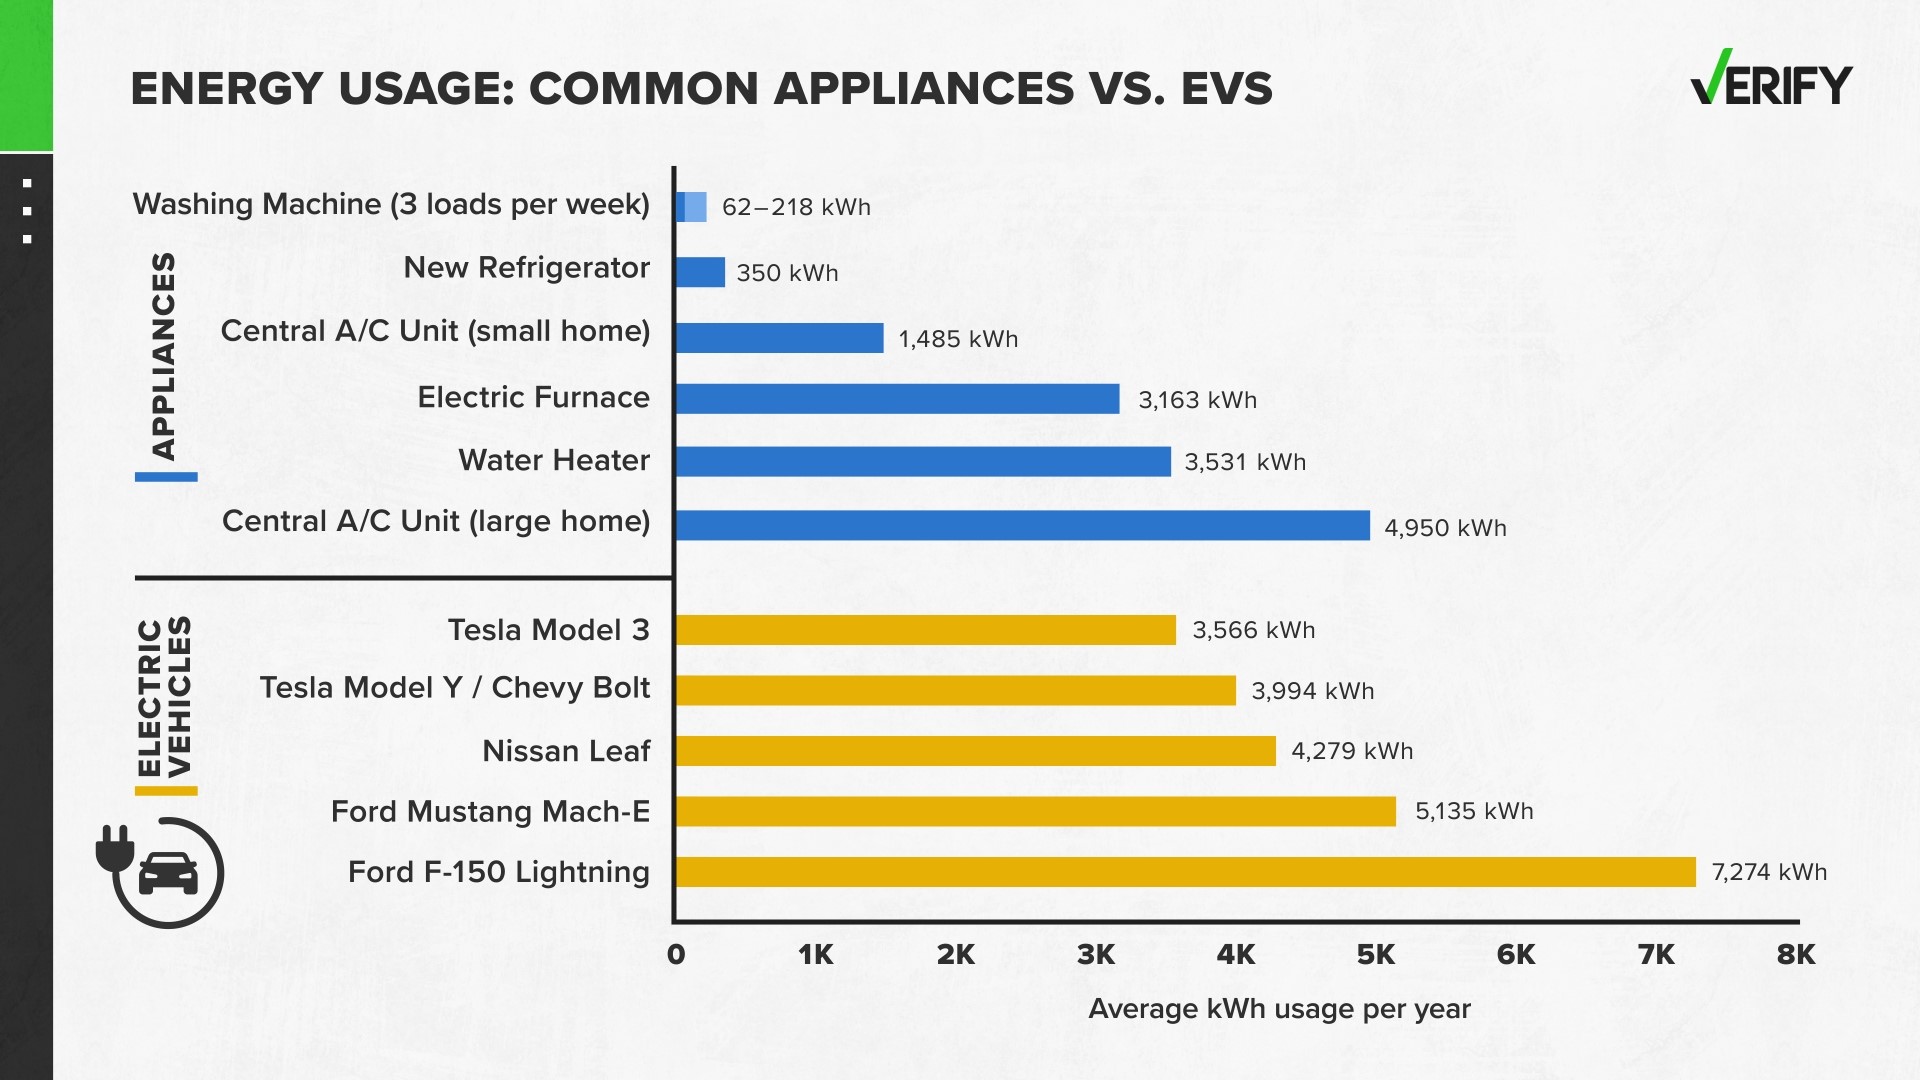 ENERGY USAGE: COMMON APPLIANCES VS. EVS
VERIFY
APPLIANCES
Washing Machine (3 loads per week) 62–218 kWh
New Refrigerator 350 kWh
Central A/C Unit (small home) 1,485 kWh
Electric Furnace 3,163 kWh
Water Heater 3,531 kWh
Central A/C Unit (large home) 4,950 kWh
ELECTRIC
VEHICLES
Tesla Model 3 3,566 kWh
Tesla Model Y / Chevy Bolt 3,994 kWh
Nissan Leaf 4,279 kWh
Ford Mustang Mach-E 5,135 kWh
Ford F-150 Lightning 7,274 kWh
0 1K 2K 3K 4K 5K 6K 7K 8K
Average kWh usage per year